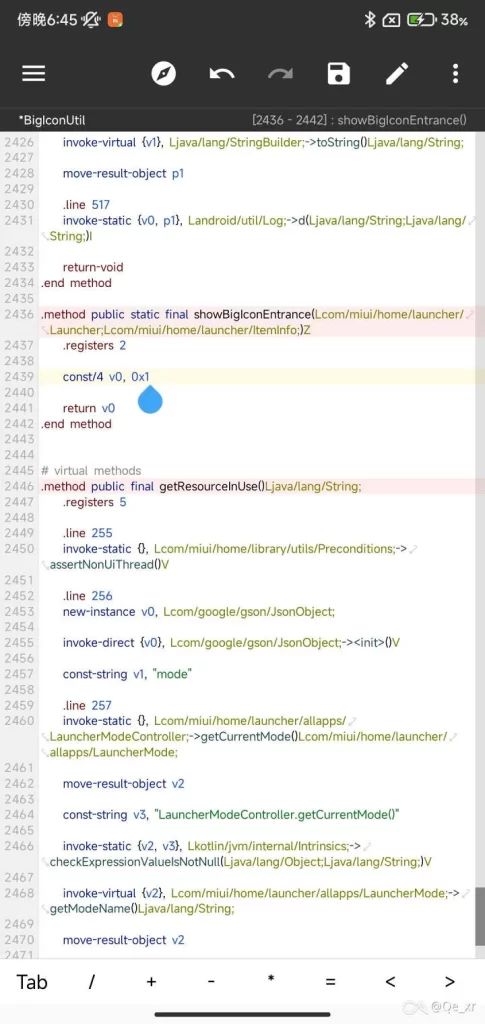 傍晚6:45 38%
*BigIconUtil [2436 - 2442] : showBigIconEntrance()
2426 invoke-virtual {v1}, Ljava/lang/StringBuilder;->toString()Ljava/lang/String;
2427
2428 move-result-object p1
2429
2430 .line 517
2431 invoke-static {v0, p1}, Landroid/util/Log;->d(Ljava/lang/String;Ljava/lang/
String;)I
2432
2433 return-void
2434 .end method
2435
2436 .method public static final showBigIconEntrance(Lcom/miui/home/launcher/
Launcher;Lcom/miui/home/launcher/ItemInfo;)Z
2437 .registers 2
2438
2439 const/4 v0, 0x1
2440
2441 return v0
2442 .end method
2443
2444
2445 # virtual methods
2446 .method public final getResourceInUse()Ljava/lang/String;
2447 .registers 5
2448
2449 .line 255
2450 invoke-static {}, Lcom/miui/home/library/utils/Preconditions;->
assertNonUiThread()V
2451
2452 .line 256
2453 new-instance v0, Lcom/google/gson/JsonObject;
2454
2455 invoke-direct {v0}, Lcom/google/gson/JsonObject;-><init>()V
2456
2457 const-string v1, "mode"
2458
2459 .line 257
2460 invoke-static {}, Lcom/miui/home/launcher/allapps/
LauncherModeController;->getCurrentMode()Lcom/miui/home/launcher/
allapps/LauncherMode;
2461
2462 move-result-object v2
2463
2464 const-string v3, "LauncherModeController.getCurrentMode()"
2465
2466 invoke-static {v2, v3}, Lkotlin/jvm/internal/Intrinsics;->
checkExpressionValueIsNotNull(Ljava/lang/Object;Ljava/lang/String;)V
2467
2468 invoke-virtual {v2}, Lcom/miui/home/launcher/allapps/LauncherMode;->
getModeName()Ljava/lang/String;
2469
2470 move-result-object v2
2471
Tab / + - * = < >
@Qe_xr